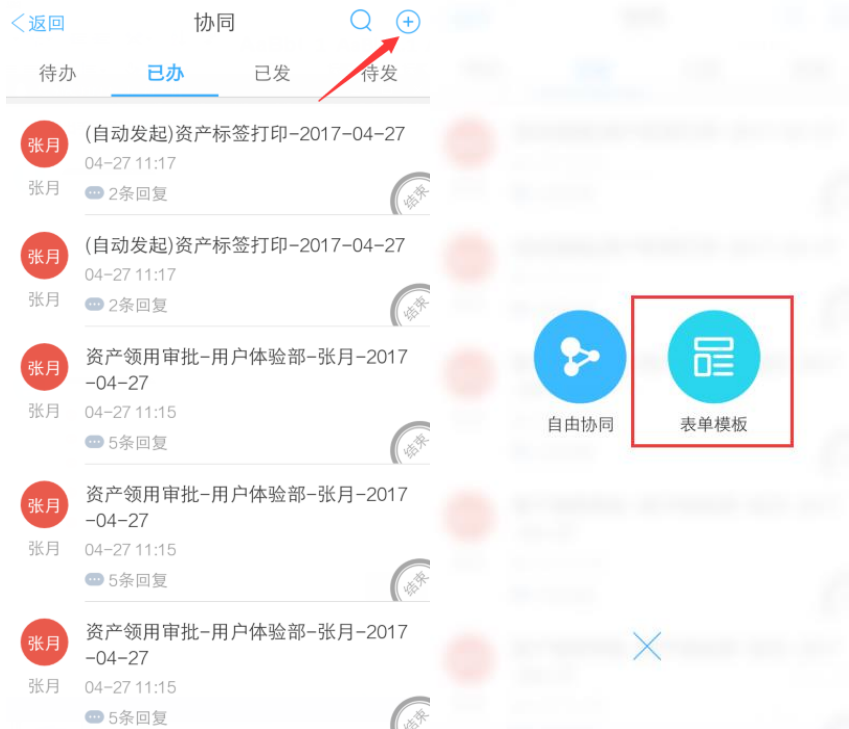 返回
协同
待办
已办
已发
待发
张月
(自动发起)资产标签打印-2017-04-27
04-27 11:17
张月
2条回复
结束
张月
(自动发起)资产标签打印-2017-04-27
04-27 11:17
张月
2条回复
结束
张月
资产领用审批-用户体验部-张月-2017
-04-27
张月
04-27 11:15
5条回复
结束
张月
资产领用审批-用户体验部-张月-2017
-04-27
张月
04-27 11:15
5条回复
结束
张月
资产领用审批-用户体验部-张月-2017
-04-27
张月
04-27 11:15
5条回复
结束
自由协同
表单模板